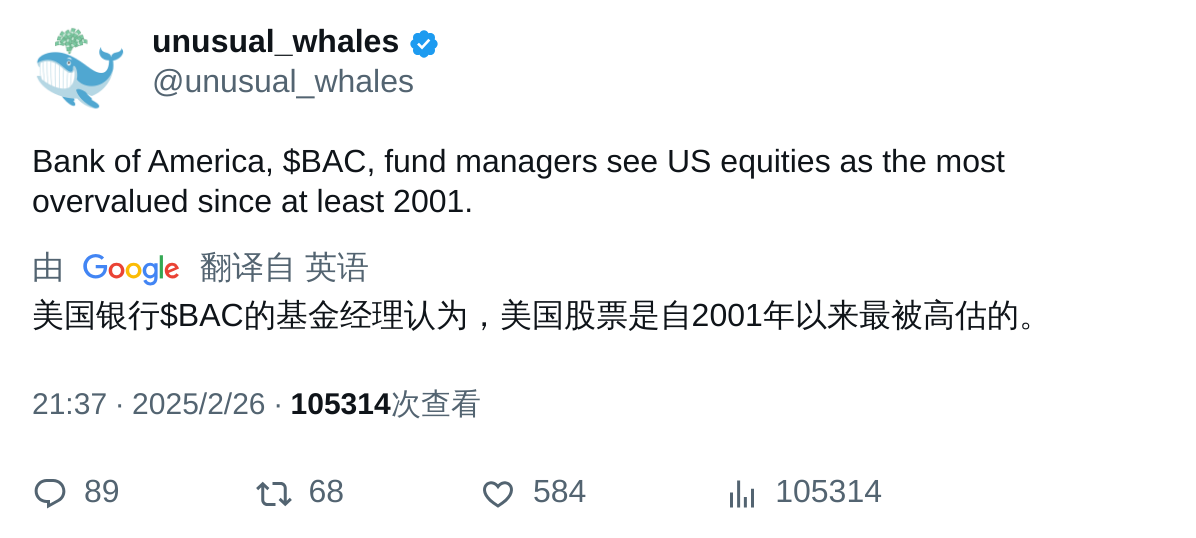 unusual_whales
@unusual_whales
Bank of America, $BAC, fund managers see US equities as the most
overvalued since at least 2001.
由 Google 翻译自 英语
美国银行$BAC的基金经理认为，美国股票是自2001年以来最被高估的。
21:37 · 2025/2/26 · 105314次查看
89 68 584 105314